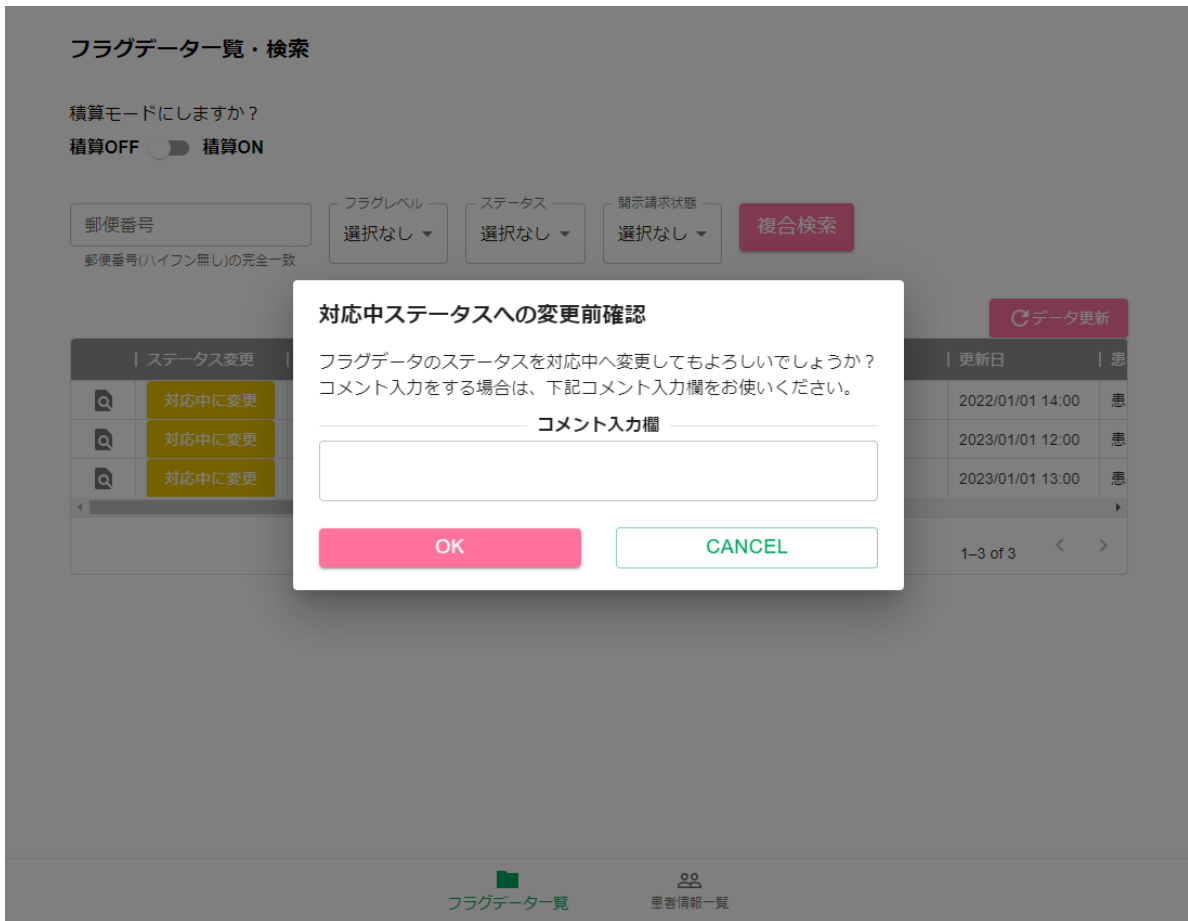 フラグデータ一覧・検索
積算モードにしますか？
積算OFF 積算ON
フラグレベル ステータス 開示請求状態
郵便番号 選択なし 選択なし 選択なし 複合検索
郵便番号(ハイフン無し)の完全一致
データ更新
対応中ステータスへの変更前確認
フラグデータのステータスを対応中へ変更してもよろしいでしょうか？
コメント入力をする場合は、下記コメント入力欄をお使いください。
コメント入力欄
OK CANCEL
ステータス変更 更新日 患
対応中に変更 2022/01/01 14:00 患
対応中に変更 2023/01/01 12:00 患
対応中に変更 2023/01/01 13:00 患
1–3 of 3
フラグデータ一覧 患者情報一覧